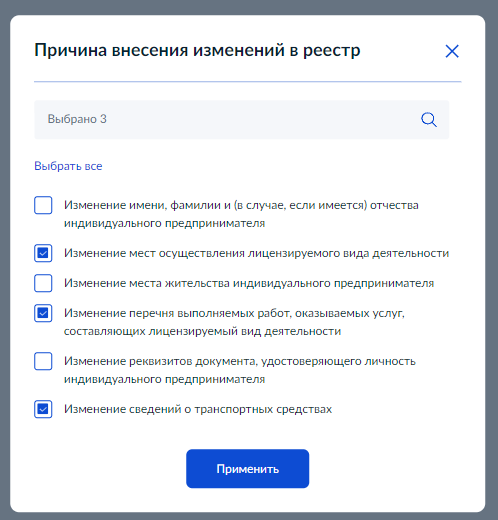 Причина внесения изменений в реестр
Выбрано 3
Выбрать все
Изменение имени, фамилии и (в случае, если имеется) отчества
индивидуального предпринимателя
Изменение мест осуществления лицензируемого вида деятельности
Изменение места жительства индивидуального предпринимателя
Изменение перечня выполняемых работ, оказываемых услуг,
составляющих лицензируемый вид деятельности
Изменение реквизитов документа, удостоверяющего личность
индивидуального предпринимателя
Изменение сведений о транспортных средствах
Применить